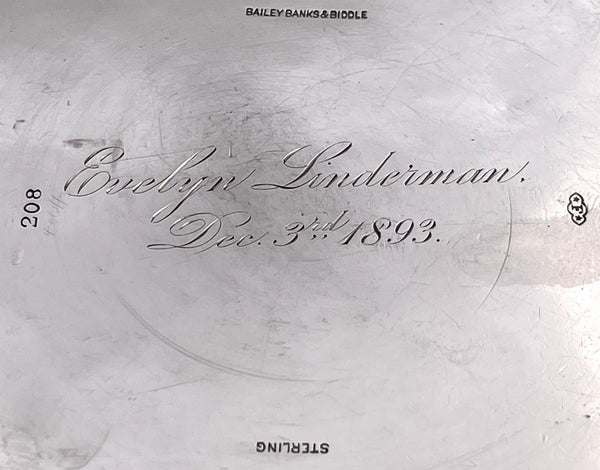 BAILEY BANKS & BIDDLE
Evelyn Linderman.
Dec. 3rd 1893.
208
STERLING